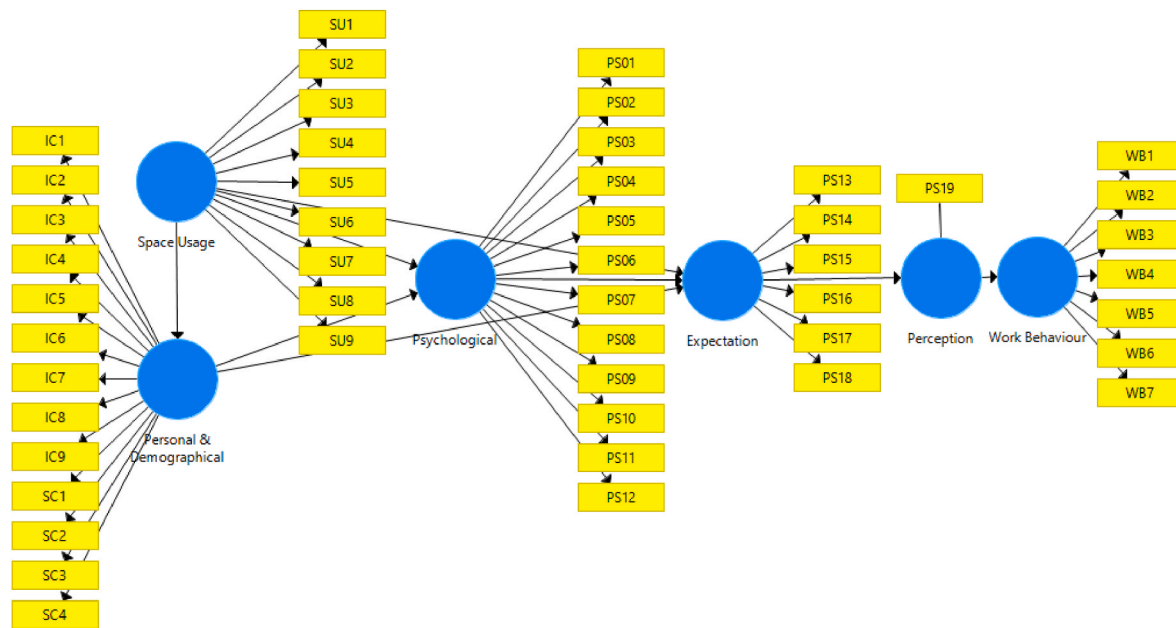 IC1
IC2
IC3
IC4
IC5
IC6
IC7
IC8
IC9
SC1
SC2
SC3
SC4
Space Usage
Personal &
Demographical
SU1
SU2
SU3
SU4
SU5
SU6
SU7
SU8
SU9
Psychological
PS01
PS02
PS03
PS04
PS05
PS06
PS07
PS08
PS09
PS10
PS11
PS12
Expectation
PS13
PS14
PS15
PS16
PS17
PS18
PS19
Perception
Work Behaviour
WB1
WB2
WB3
WB4
WB5
WB6
WB7